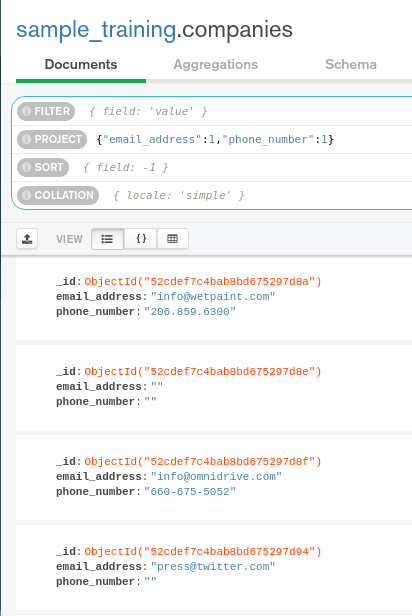 sample_training.companies
Documents Aggregations Schema
i FILTER { field: 'value' }
i PROJECT {"email_address":1,"phone_number":1}
i SORT { field: -1 }
i COLLATION { locale: 'simple' }
VIEW {}
_id: ObjectId("52cdef7c4bab8bd675297d8a")
email_address: "info@wetpaint.com"
phone_number: "206.859.6300"
_id: ObjectId("52cdef7c4bab8bd675297d8e")
email_address: ""
phone_number: ""
_id: ObjectId("52cdef7c4bab8bd675297d8f")
email_address: "info@omnidrive.com"
phone_number: "660-675-5052"
_id: ObjectId("52cdef7c4bab8bd675297d94")
email_address: "press@twitter.com"
phone_number: ""